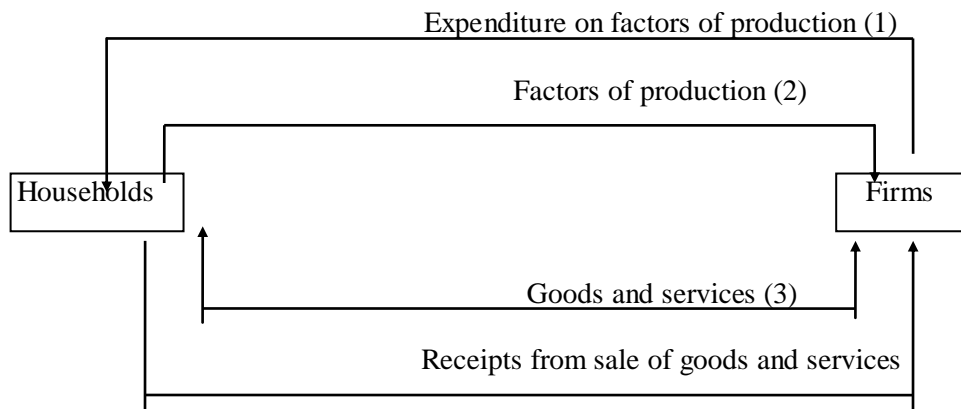 Expenditure on factors of production (1)
Factors of production (2)
Households
Firms
Goods and services (3)
Receipts from sale of goods and services